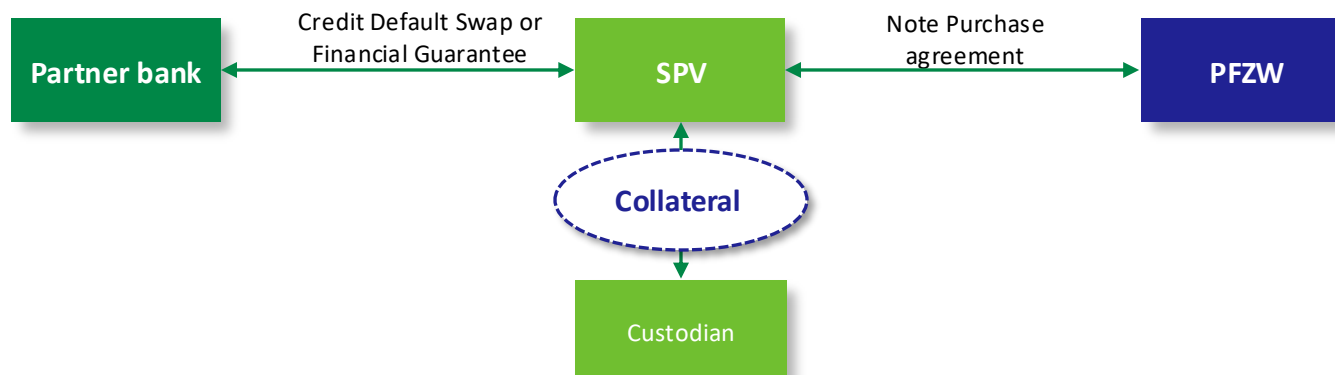 Credit Default Swap or
Financial Guarantee
Note Purchase
agreement
Partner bank
SPV
PFZW
Collateral
Custodian